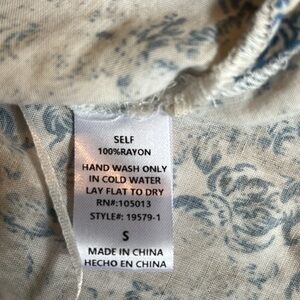 SELF
100%RAYON
HAND WASH ONLY
IN COLD WATER
LAY FLAT TO DRY
RN#:105013
STYLE#: 19579-1
S
MADE IN CHINA
HECHO EN CHINA